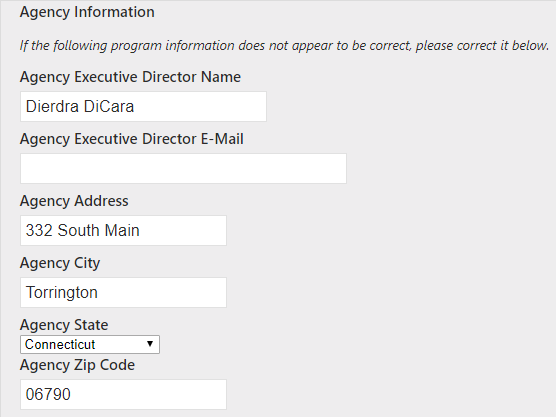 Agency Information
If the following program information does not appear to be correct, please correct it below.
Agency Executive Director Name
Dierdra DiCara
Agency Executive Director E-Mail
Agency Address
332 South Main
Agency City
Torrington
Agency State
Connecticut
Agency Zip Code
06790